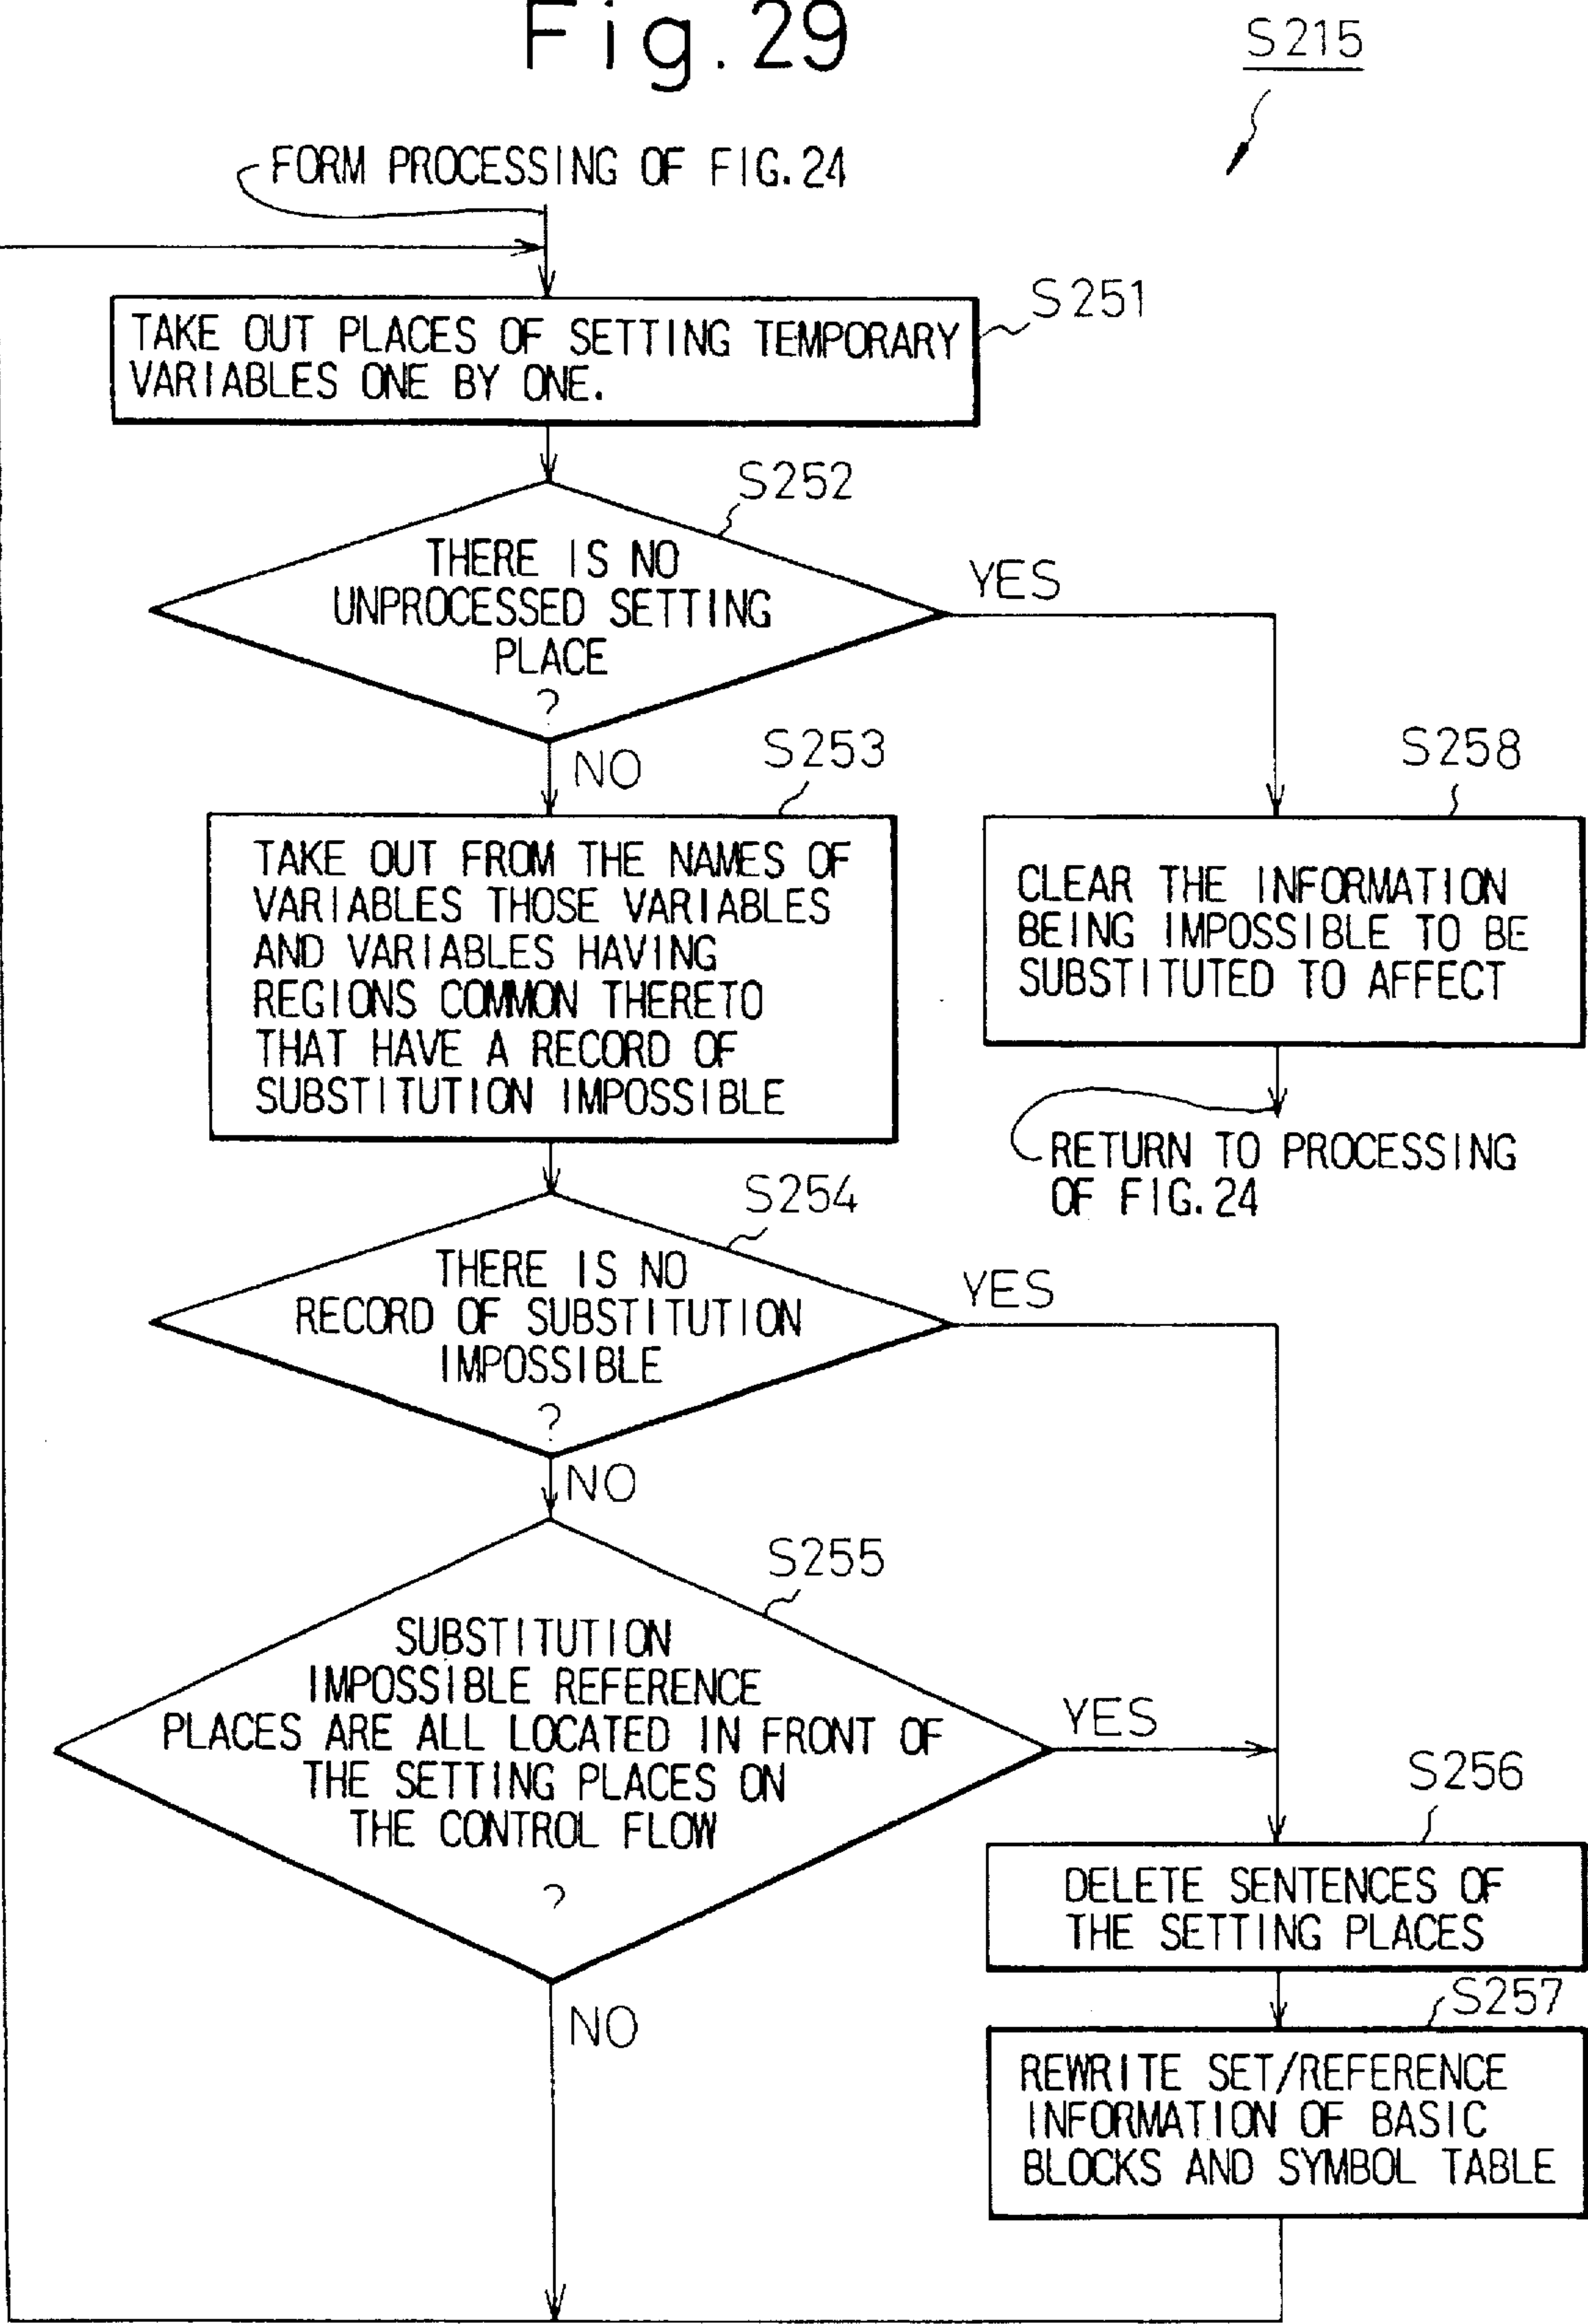 Fig. 29
S215
FORM PROCESSING OF FIG. 24
S251
TAKE OUT PLACES OF SETTING TEMPORARY
VARIABLES ONE BY ONE.
S252
THERE IS NO
UNPROCESSED SETTING
PLACE
?
YES
NO
S253
TAKE OUT FROM THE NAMES OF
VARIABLES THOSE VARIABLES
AND VARIABLES HAVING
REGIONS COMMON THERETO
THAT HAVE A RECORD OF
SUBSTITUTION IMPOSSIBLE
S258
CLEAR THE INFORMATION
BEING IMPOSSIBLE TO BE
SUBSTITUTED TO AFFECT
RETURN TO PROCESSING
OF FIG. 24
S254
THERE IS NO
RECORD OF SUBSTITUTION
IMPOSSIBLE
?
YES
NO
S255
SUBSTITUTION
IMPOSSIBLE REFERENCE
PLACES ARE ALL LOCATED IN FRONT OF
THE SETTING PLACES ON
THE CONTROL FLOW
?
YES
NO
S256
DELETE SENTENCES OF
THE SETTING PLACES
S257
REWRITE SET/REFERENCE
INFORMATION OF BASIC
BLOCKS AND SYMBOL TABLE